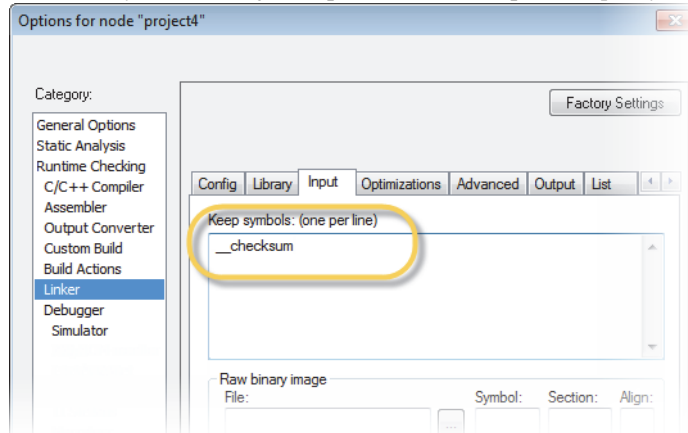 Options for node "project4"
Category:
Factory Settings
General Options
Static Analysis
Runtime Checking
C/C++ Compiler
Assembler
Output Converter
Custom Build
Build Actions
Linker
Debugger
Simulator
Config Library Input Optimizations Advanced Output List
Keep symbols: (one per line)
__checksum
Raw binary image
File: Symbol: Section: Align:
...